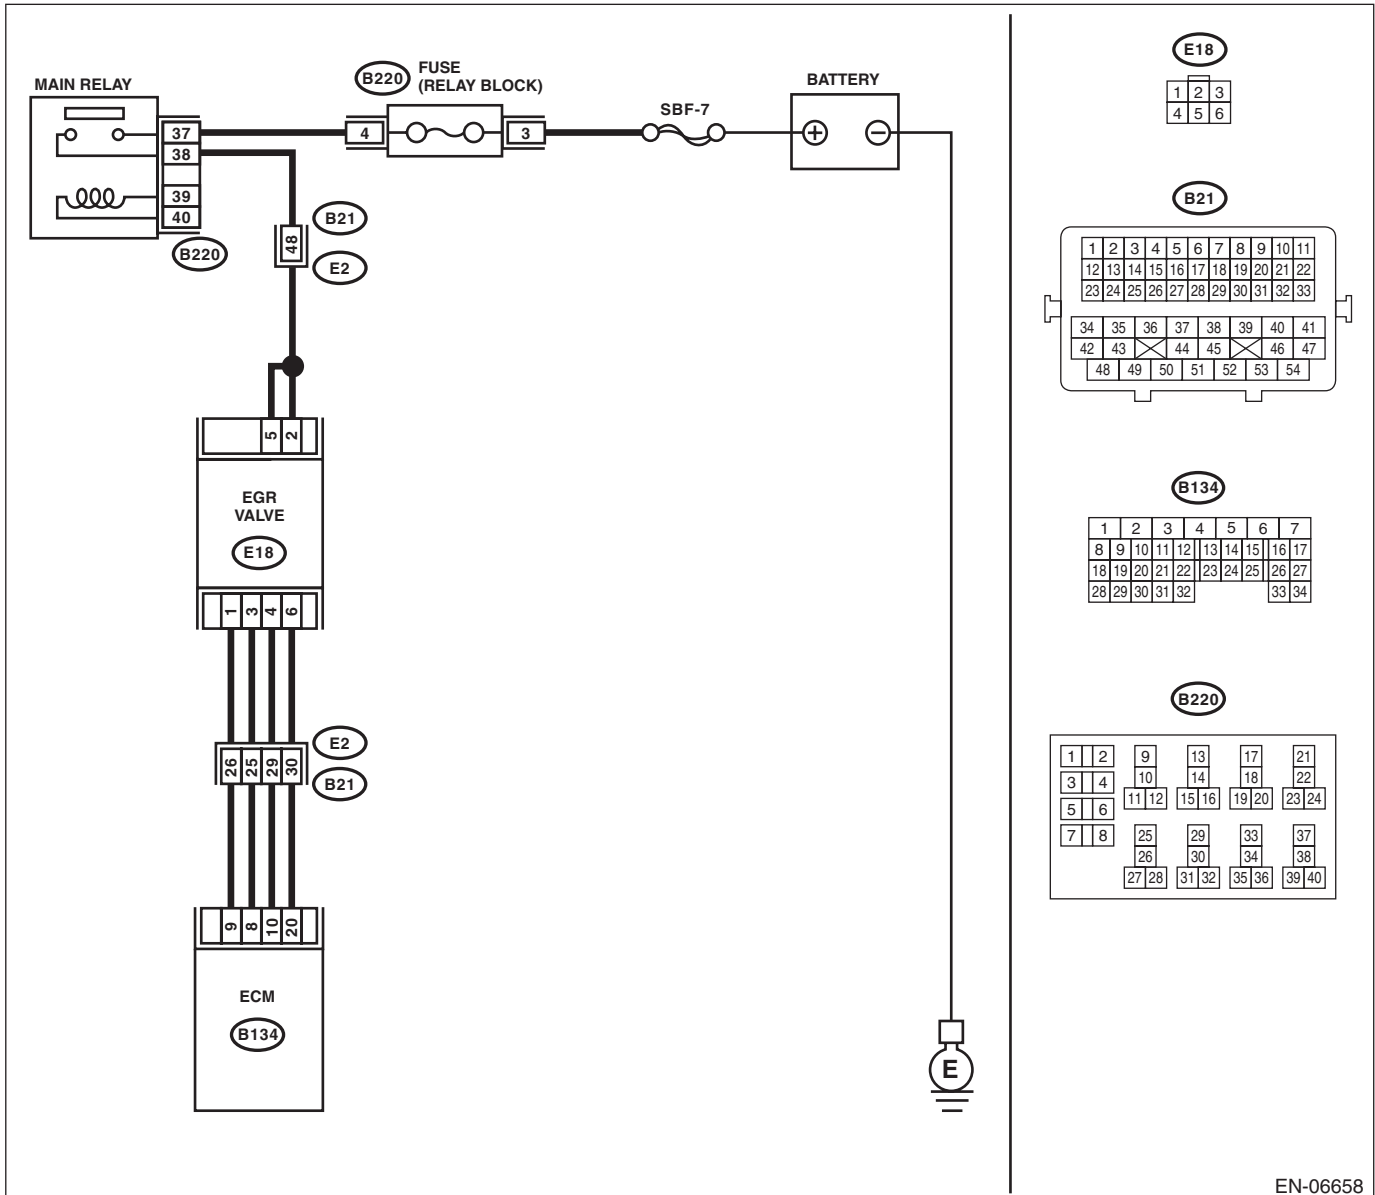 MAIN RELAY
B220
FUSE
(RELAY BLOCK)
SBF-7
BATTERY
37
38
39
40
4
3
+
−
B220
48
B21
E2
5 2
EGR
VALVE
E18
1 3 4 6
E2
26 25 29 30
B21
9 8 10 20
ECM
B134
E
E18
1 2 3
4 5 6
B21
1 2 3 4 5 6 7 8 9 10 11
12 13 14 15 16 17 18 19 20 21 22
23 24 25 26 27 28 29 30 31 32 33
34 35 36 37 38 39 40 41
42 43 44 45 46 47
48 49 50 51 52 53 54
B134
1 2 3 4 5 6 7
8 9 10 11 12 13 14 15 16 17
18 19 20 21 22 23 24 25 26 27
28 29 30 31 32 33 34
B220
1 2 9 13 17 21
3 4 10 14 18 22
11 12 15 16 19 20 23 24
5 6
7 8 25 29 33 37
26 30 34 38
27 28 31 32 35 36 39 40
EN-06658